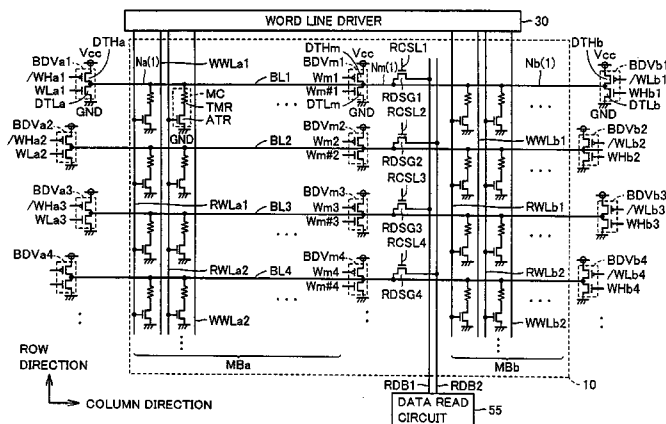 WORD LINE DRIVER
30
BDVa1
DTHa
Vcc
Na(1)
WWLa1
/WHa1
WLa1
DTLa
GND
MC
TMR
ATR
GND
BL1
BDVm1
DTHm
Vcc
RCSL1
Nm(1)
Wm1
Wm#1
DTLm
GND
RDSG1
Nb(1)
DTHb
Vcc
BDVb1
/WLb1
WHb1
DTLb
GND
BDVa2
/WHa2
WLa2
BL2
BDVm2
Wm2
Wm#2
RCSL2
RDSG2
WWLb1
BDVb2
/WLb2
WHb2
BDVa3
/WHa3
WLa3
RWLa1
BL3
BDVm3
Wm3
Wm#3
RCSL3
RDSG3
RWLb1
BDVb3
/WLb3
WHb3
BDVa4
RWLa2
BL4
BDVm4
Wm4
Wm#4
RCSL4
RDSG4
RWLb2
BDVb4
/WLb4
WHb4
WWLa2
WWLb2
MBa
MBb
10
ROW
DIRECTION
COLUMN DIRECTION
RDB1
RDB2
DATA READ
CIRCUIT
55